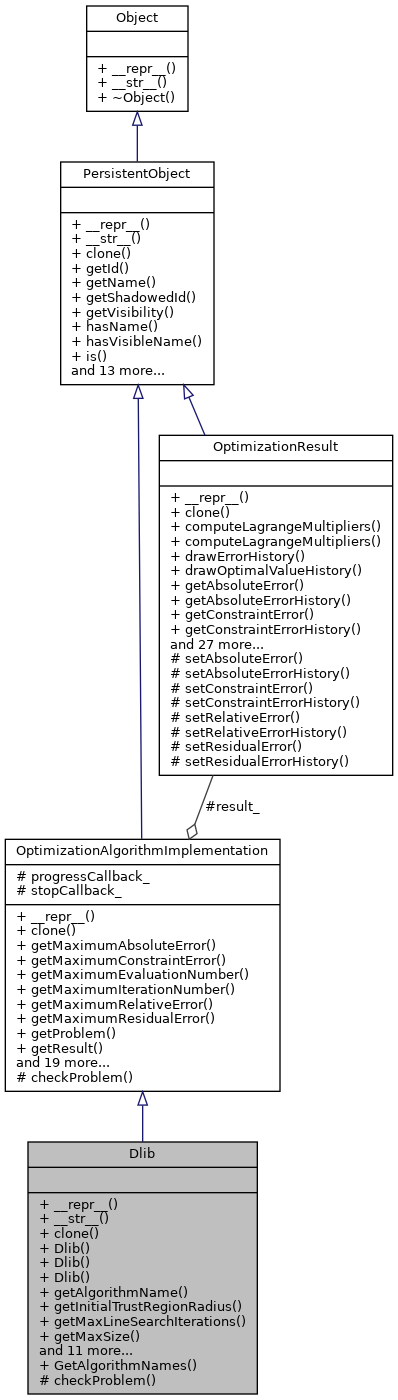 Object
+ __repr__()
+ __str__()
+ ~Object()
PersistentObject
+ __repr__()
+ __str__()
+ clone()
+ getId()
+ getName()
+ getShadowedId()
+ getVisibility()
+ hasName()
+ hasVisibleName()
+ is()
and 13 more...
OptimizationResult
+ __repr__()
+ clone()
+ computeLagrangeMultipliers()
+ computeLagrangeMultipliers()
+ drawErrorHistory()
+ drawOptimalValueHistory()
+ getAbsoluteError()
+ getAbsoluteErrorHistory()
+ getConstraintError()
+ getConstraintErrorHistory()
and 27 more...
# setAbsoluteError()
# setAbsoluteErrorHistory()
# setConstraintError()
# setConstraintErrorHistory()
# setRelativeError()
# setRelativeErrorHistory()
# setResidualError()
# setResidualErrorHistory()
#result_
OptimizationAlgorithmImplementation
# progressCallback_
# stopCallback_
+ __repr__()
+ clone()
+ getMaximumAbsoluteError()
+ getMaximumConstraintError()
+ getMaximumEvaluationNumber()
+ getMaximumIterationNumber()
+ getMaximumRelativeError()
+ getMaximumResidualError()
+ getProblem()
+ getResult()
and 19 more...
# checkProblem()
Dlib
+ __repr__()
+ __str__()
+ clone()
+ Dlib()
+ Dlib()
+ Dlib()
+ getAlgorithmName()
+ getInitialTrustRegionRadius()
+ getMaxLineSearchIterations()
+ getMaxSize()
and 11 more...
+ GetAlgorithmNames()
# checkProblem()